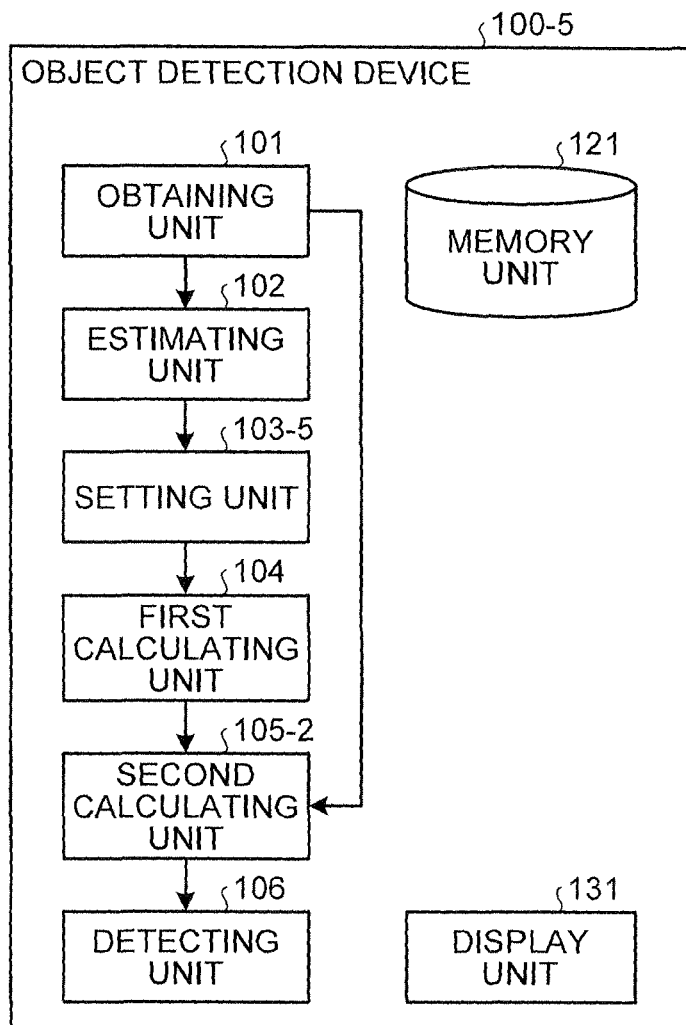 100-5
OBJECT DETECTION DEVICE
101
OBTAINING
UNIT
121
MEMORY
UNIT
102
ESTIMATING
UNIT
103-5
SETTING UNIT
104
FIRST
CALCULATING
UNIT
105-2
SECOND
CALCULATING
UNIT
106
DETECTING
UNIT
131
DISPLAY
UNIT